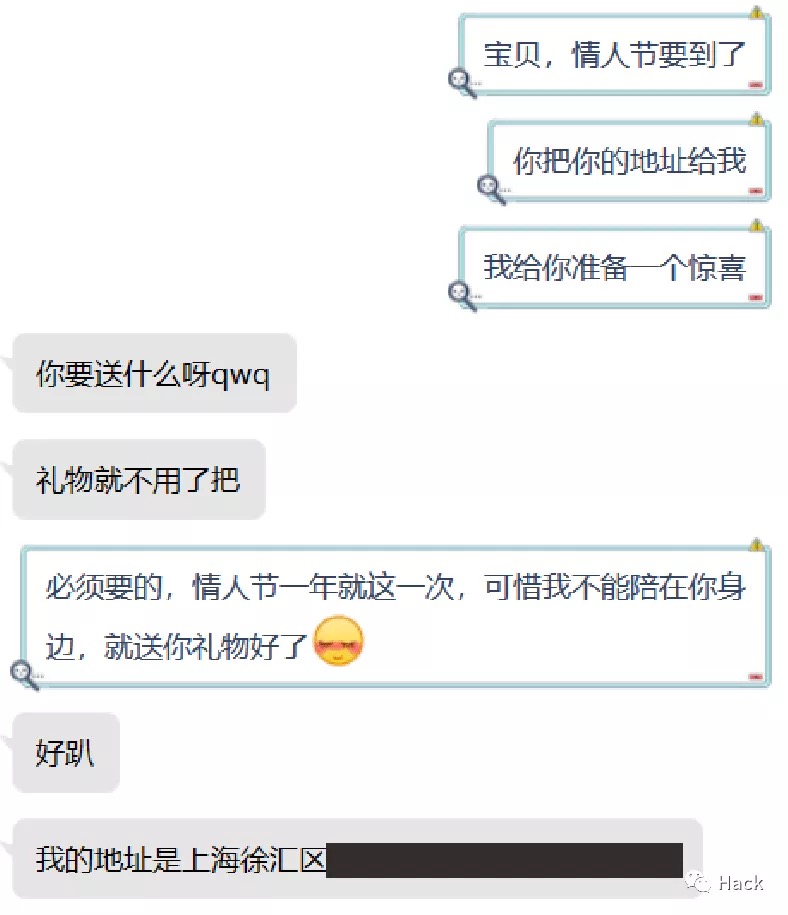 宝贝，情人节要到了
你把你的地址给我
我给你准备一个惊喜
你要送什么呀qwq
礼物就不用了把
必须要的，情人节一年就这一次，可惜我不能陪在你身
边，就送你礼物好了
好趴
我的地址是上海徐汇区
Hack